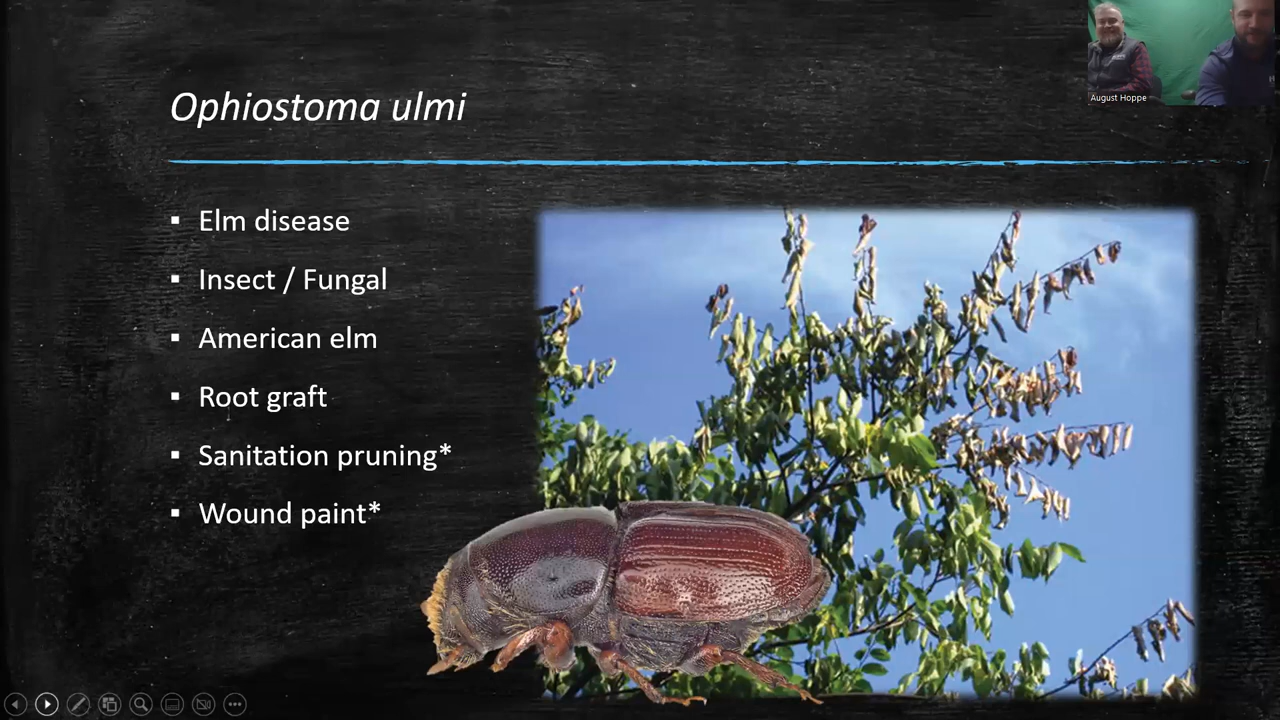 Ophiostoma ulmi
August Hoppe
▪ Elm disease
▪ Insect / Fungal
▪ American elm
▪ Root graft
▪ Sanitation pruning*
▪ Wound paint*